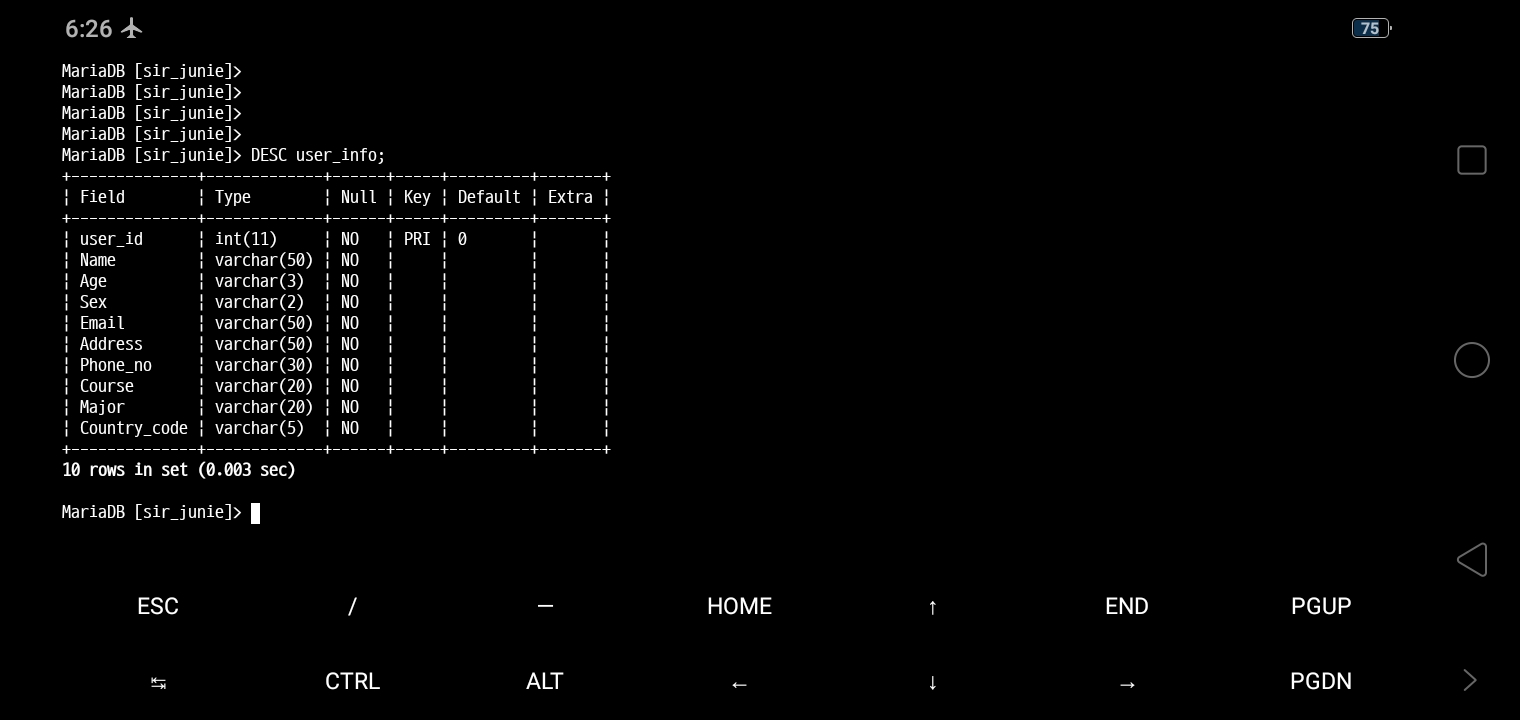 6:26 75
MariaDB [sir_junie]>
MariaDB [sir_junie]>
MariaDB [sir_junie]>
MariaDB [sir_junie]>
MariaDB [sir_junie]> DESC user_info;
+--------------+-------------+------+-----+---------+-------+
¦ Field        ¦ Type        ¦ Null ¦ Key ¦ Default ¦ Extra ¦
+--------------+-------------+------+-----+---------+-------+
¦ user_id      ¦ int(11)     ¦ NO   ¦ PRI ¦ 0       ¦       ¦
¦ Name         ¦ varchar(50) ¦ NO   ¦     ¦         ¦       ¦
¦ Age          ¦ varchar(3)  ¦ NO   ¦     ¦         ¦       ¦
¦ Sex          ¦ varchar(2)  ¦ NO   ¦     ¦         ¦       ¦
¦ Email        ¦ varchar(50) ¦ NO   ¦     ¦         ¦       ¦
¦ Address      ¦ varchar(50) ¦ NO   ¦     ¦         ¦       ¦
¦ Phone_no     ¦ varchar(30) ¦ NO   ¦     ¦         ¦       ¦
¦ Course       ¦ varchar(20) ¦ NO   ¦     ¦         ¦       ¦
¦ Major        ¦ varchar(20) ¦ NO   ¦     ¦         ¦       ¦
¦ Country_code ¦ varchar(5)  ¦ NO   ¦     ¦         ¦       ¦
+--------------+-------------+------+-----+---------+-------+
10 rows in set (0.003 sec)
MariaDB [sir_junie]>
ESC / — HOME ↑ END PGUP
↹ CTRL ALT ← ↓ → PGDN